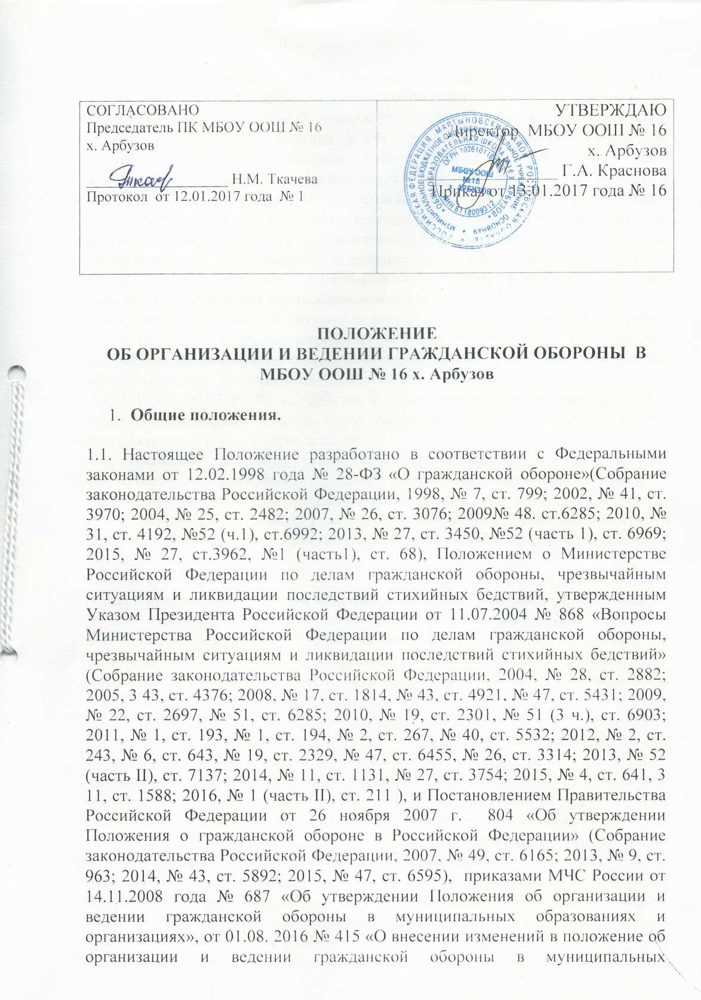 СОГЛАСОВАНО
Председатель ПК МБОУ ООШ № 16
х. Арбузов
Н.М. Ткачева
Протокол от 12.01.2017 года № 1
УТВЕРЖДАЮ
Директор МБОУ ООШ № 16
х. Арбузов
Г.А. Краснова
Приказ от 13.01.2017 года № 16
РОССИЙСКАЯ ФЕДЕРАЦИЯ МАРТЫНОВСКИЙ РАЙОН РОСТОВСКАЯ ОБЛАСТЬ
МУНИЦИПАЛЬНОЕ БЮДЖЕТНОЕ ОБЩЕОБРАЗОВАТЕЛЬНОЕ УЧРЕЖДЕНИЕ ОСНОВНАЯ
ОБЩЕОБРАЗОВАТЕЛЬНАЯ ШКОЛА №16 Х. АРБУЗОВ
ИНН 6118009312
МБОУ ООШ
№16
х. АРБУЗОВ
ПОЛОЖЕНИЕ
ОБ ОРГАНИЗАЦИИ И ВЕДЕНИИ ГРАЖДАНСКОЙ ОБОРОНЫ В
МБОУ ООШ № 16 х. Арбузов
1. Общие положения.
1.1. Настоящее Положение разработано в соответствии с Федеральными
законами от 12.02.1998 года № 28-ФЗ «О гражданской обороне»(Собрание
законодательства Российской Федерации, 1998, № 7, ст. 799; 2002, № 41, ст.
3970; 2004, № 25, ст. 2482; 2007, № 26, ст. 3076; 2009№ 48. ст.6285; 2010, №
31, ст. 4192, №52 (ч.1), ст.6992; 2013, № 27, ст. 3450, №52 (часть 1), ст. 6969;
2015, № 27, ст.3962, №1 (часть1), ст. 68), Положением о Министерстве
Российской Федерации по делам гражданской обороны, чрезвычайным
ситуациям и ликвидации последствий стихийных бедствий, утвержденным
Указом Президента Российской Федерации от 11.07.2004 № 868 «Вопросы
Министерства Российской Федерации по делам гражданской обороны,
чрезвычайным ситуациям и ликвидации последствий стихийных бедствий»
(Собрание законодательства Российской Федерации, 2004, № 28, ст. 2882;
2005, 3 43, ст. 4376; 2008, № 17, ст. 1814, № 43, ст. 4921, № 47, ст. 5431; 2009,
№ 22, ст. 2697, № 51, ст. 6285; 2010, № 19, ст. 2301, № 51 (3 ч.), ст. 6903;
2011, № 1, ст. 193, № 1, ст. 194, № 2, ст. 267, № 40, ст. 5532; 2012, № 2, ст.
243, № 6, ст. 643, № 19, ст. 2329, № 47, ст. 6455, № 26, ст. 3314; 2013, № 52
(часть II), ст. 7137; 2014, № 11, ст. 1131, № 27, ст. 3754; 2015, № 4, ст. 641, 3
11, ст. 1588; 2016, № 1 (часть II), ст. 211 ), и Постановлением Правительства
Российской Федерации от 26 ноября 2007 г. 804 «Об утверждении
Положения о гражданской обороне в Российской Федерации» (Собрание
законодательства Российской Федерации, 2007, № 49, ст. 6165; 2013, № 9, ст.
963; 2014, № 43, ст. 5892; 2015, № 47, ст. 6595), приказами МЧС России от
14.11.2008 года № 687 «Об утверждении Положения об организации и
ведении гражданской обороны в муниципальных образованиях и
организациях», от 01.08. 2016 № 415 «О внесении изменений в положение об
организации и ведении гражданской обороны в муниципальных